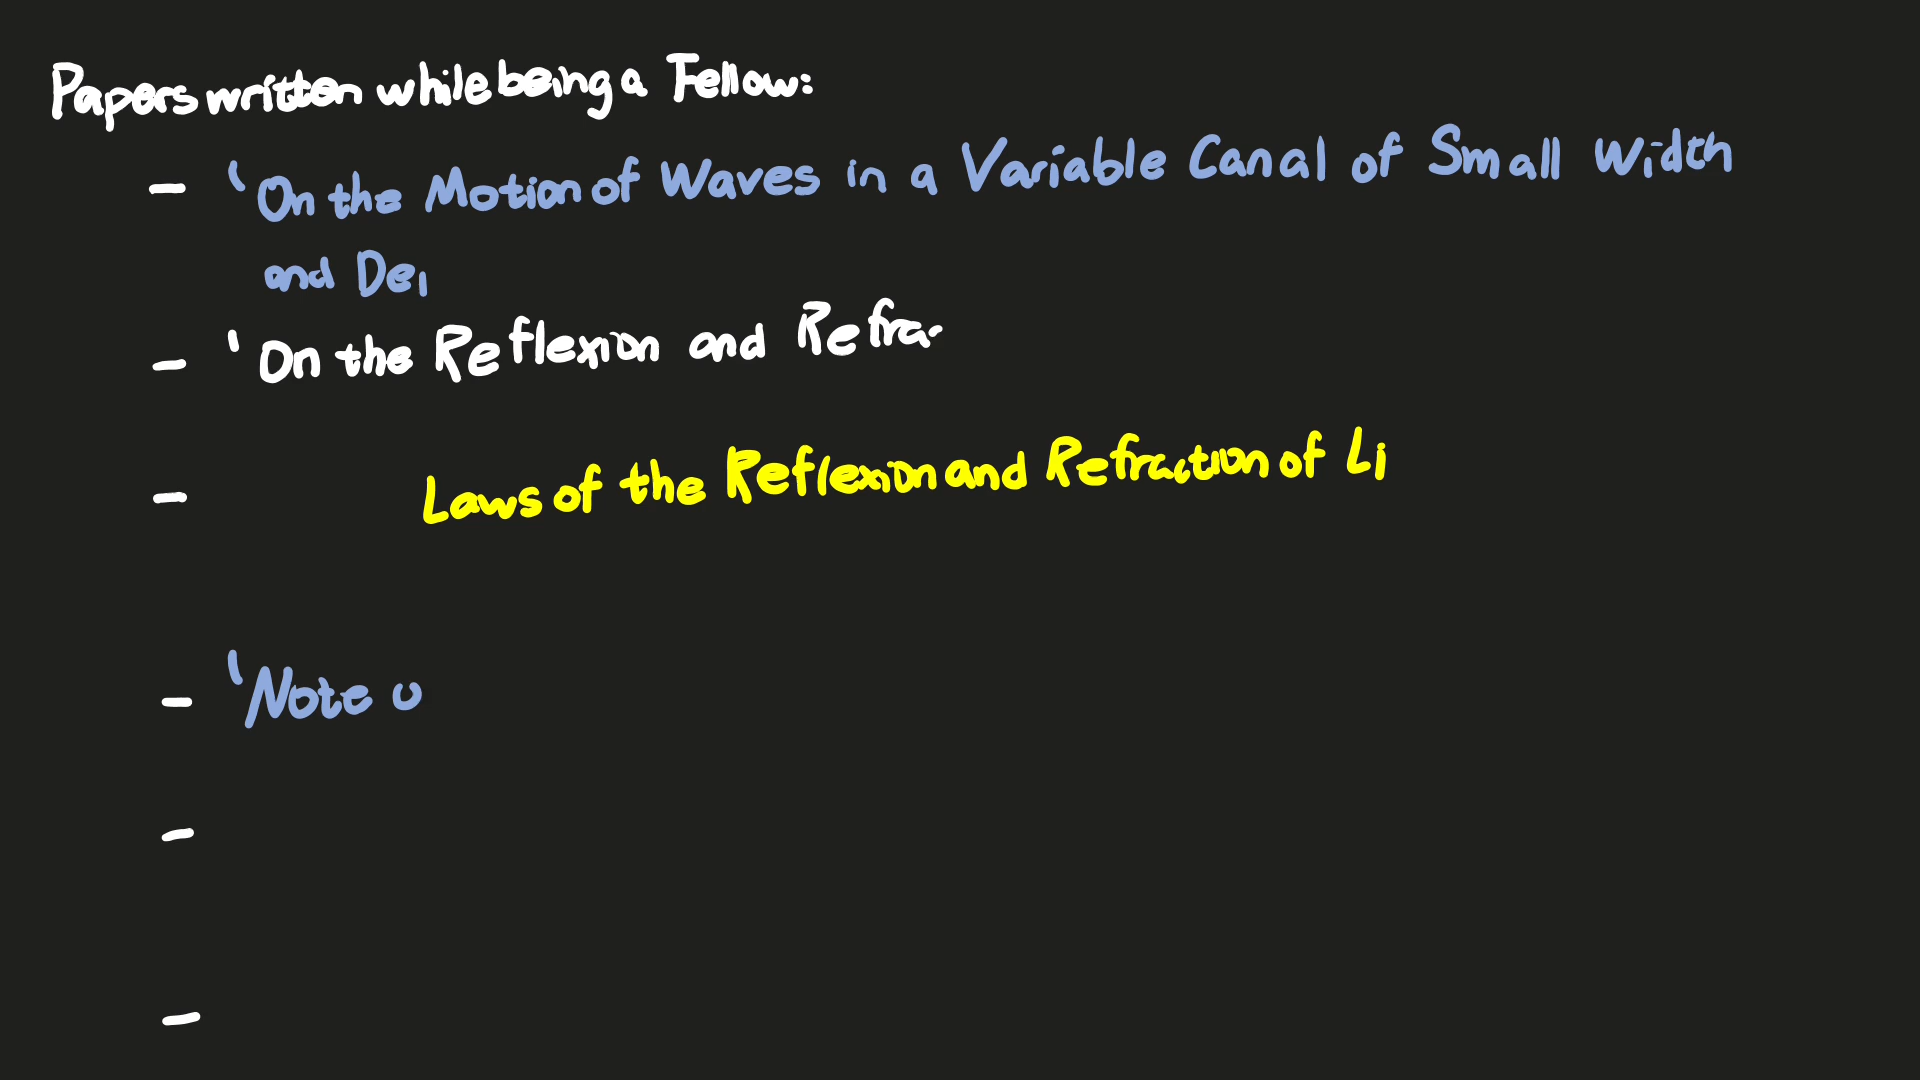 Papers written while being a Fellow:
- 'On the Motion of Waves in a Variable Canal of Small Width
and De
- 'On the Reflexion and Refra
- Laws of the Reflexion and Refraction of Li
- 'Note
-
-